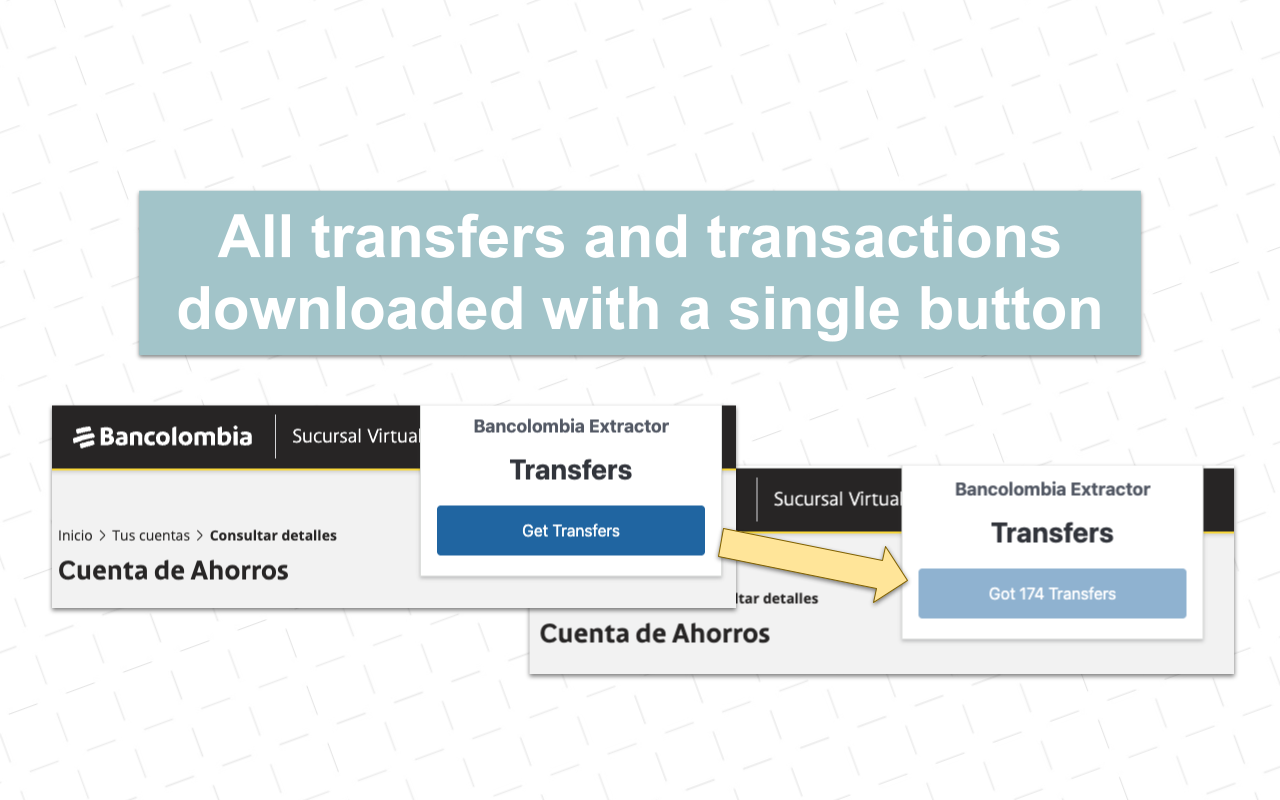 All transfers and transactions
downloaded with a single button
Bancolombia
Sucursal Virtual
Inicio > Tus cuentas > Consultar detalles
Cuenta de Ahorros
Bancolombia Extractor
Transfers
Get Transfers
Sucursal Virtual
detalles
Cuenta de Ahorros
Bancolombia Extractor
Transfers
Got 174 Transfers